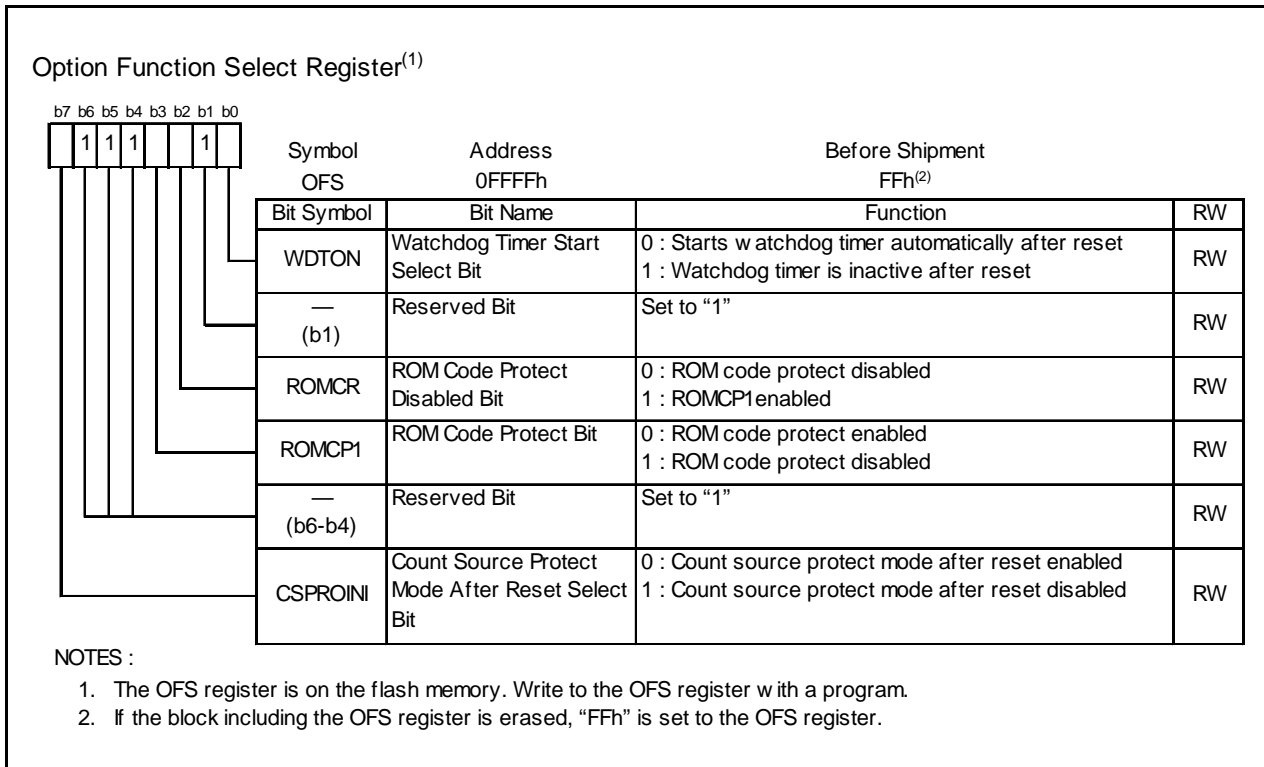 Option Function Select Register(1)
b7 b6 b5 b4 b3 b2 b1 b0
1 1 1 1
Symbol Address Before Shipment
OFS 0FFFFh FFh(2)
Bit Symbol Bit Name Function RW
WDTON Watchdog Timer Start Select Bit 0 : Starts watchdog timer automatically after reset
1 : Watchdog timer is inactive after reset RW
— (b1) Reserved Bit Set to “1” RW
ROMCR ROM Code Protect Disabled Bit 0 : ROM code protect disabled
1 : ROMCP1enabled RW
ROMCP1 ROM Code Protect Bit 0 : ROM code protect enabled
1 : ROM code protect disabled RW
— (b6-b4) Reserved Bit Set to “1” RW
CSPROINI Count Source Protect Mode After Reset Select Bit 0 : Count source protect mode after reset enabled
1 : Count source protect mode after reset disabled RW
NOTES :
1. The OFS register is on the flash memory. Write to the OFS register with a program.
2. If the block including the OFS register is erased, “FFh” is set to the OFS register.